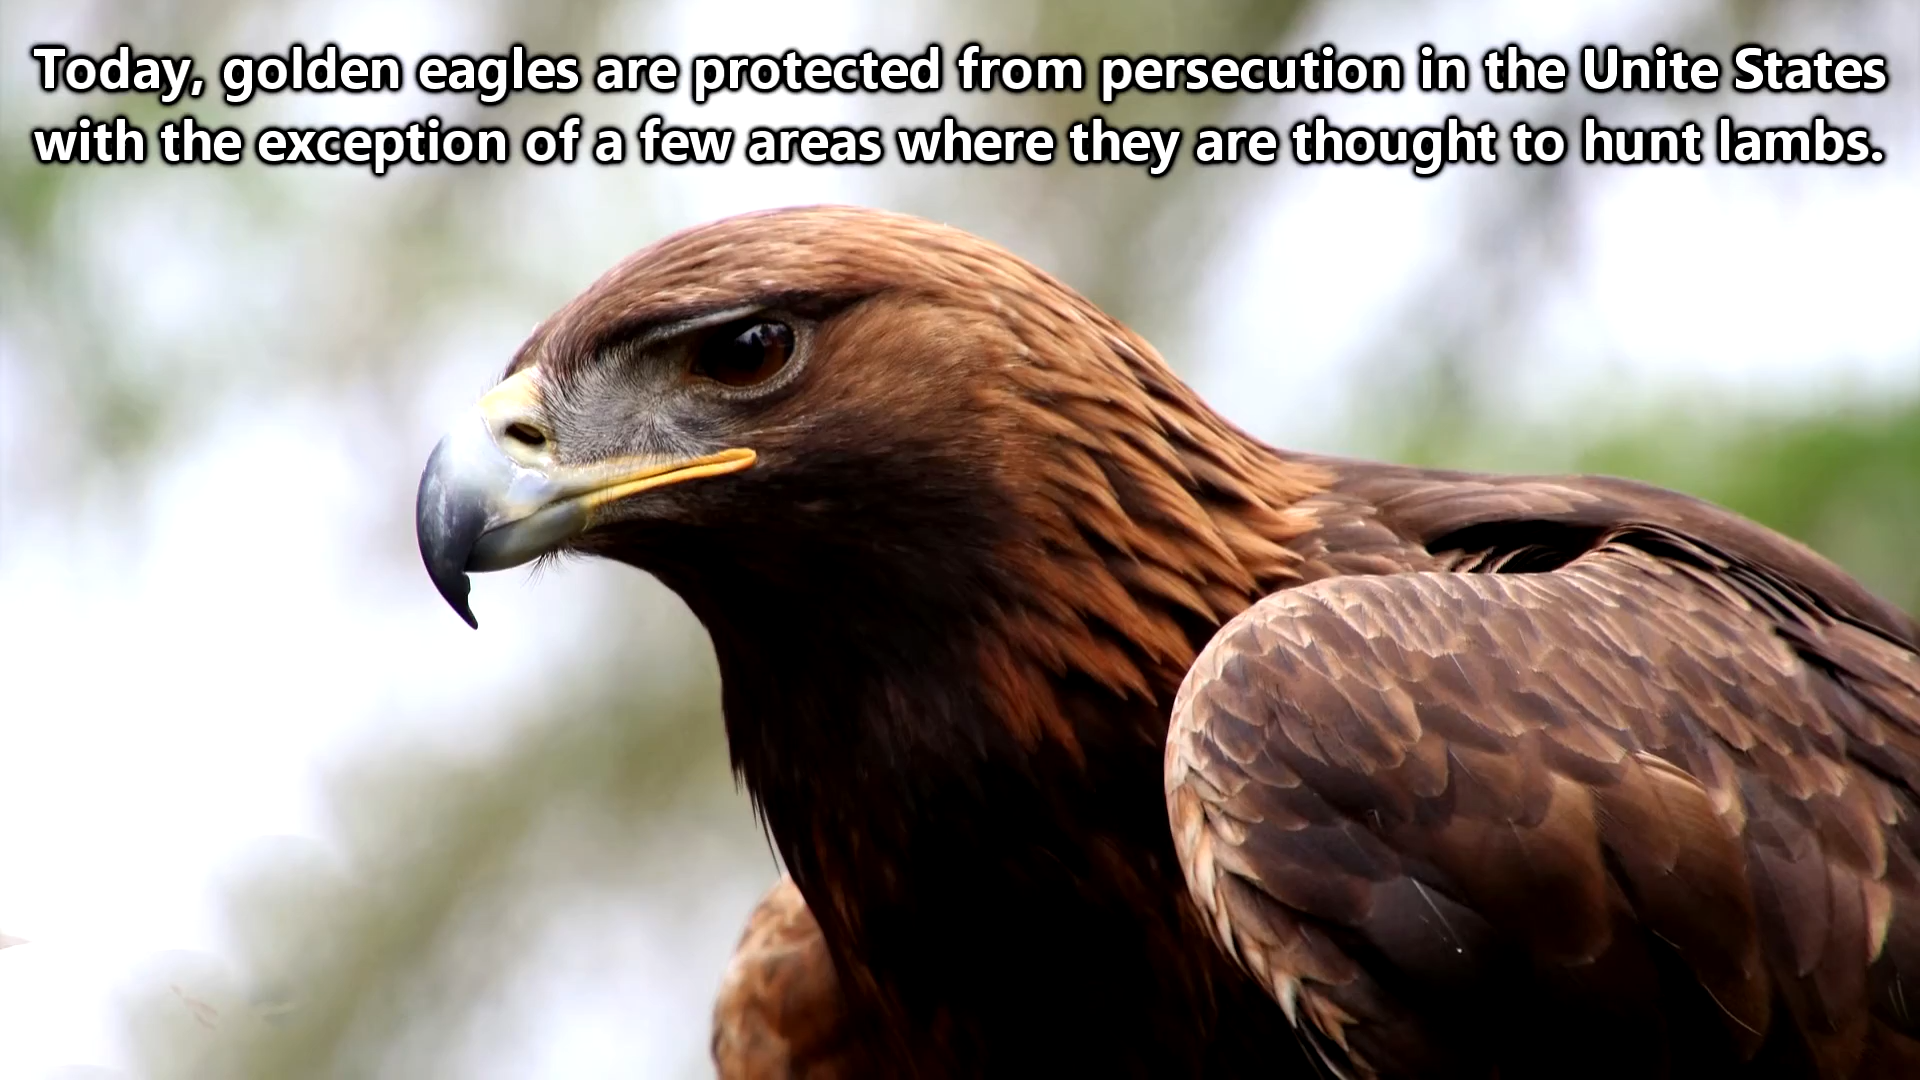 Today, golden eagles are protected from persecution in the Unite States
with the exception of a few areas where they are thought to hunt lambs.